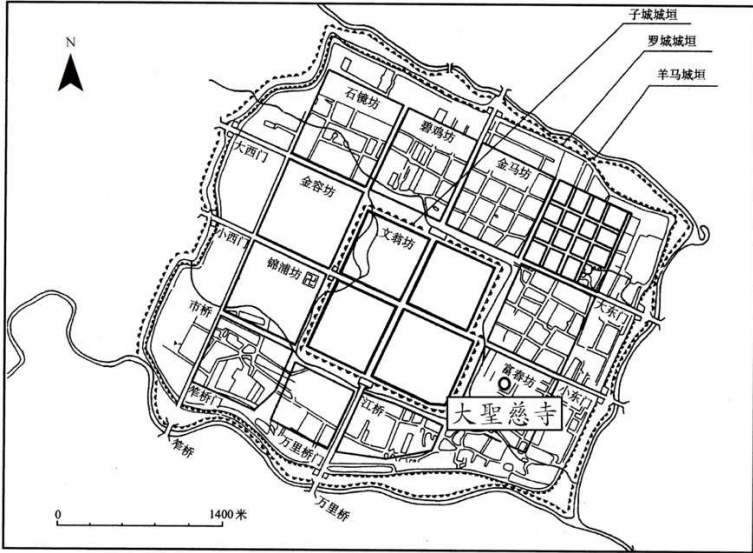 子城城垣
罗城城垣
羊马城垣
N
石镜坊
碧鸡坊
金马坊
大西门
金容坊
文翁坊
小西门
锦浦坊
大东门
市桥
富春坊
小东门
大聖慈寺
笮桥门
江桥
万里桥门
笮桥
万里桥
0
1400米